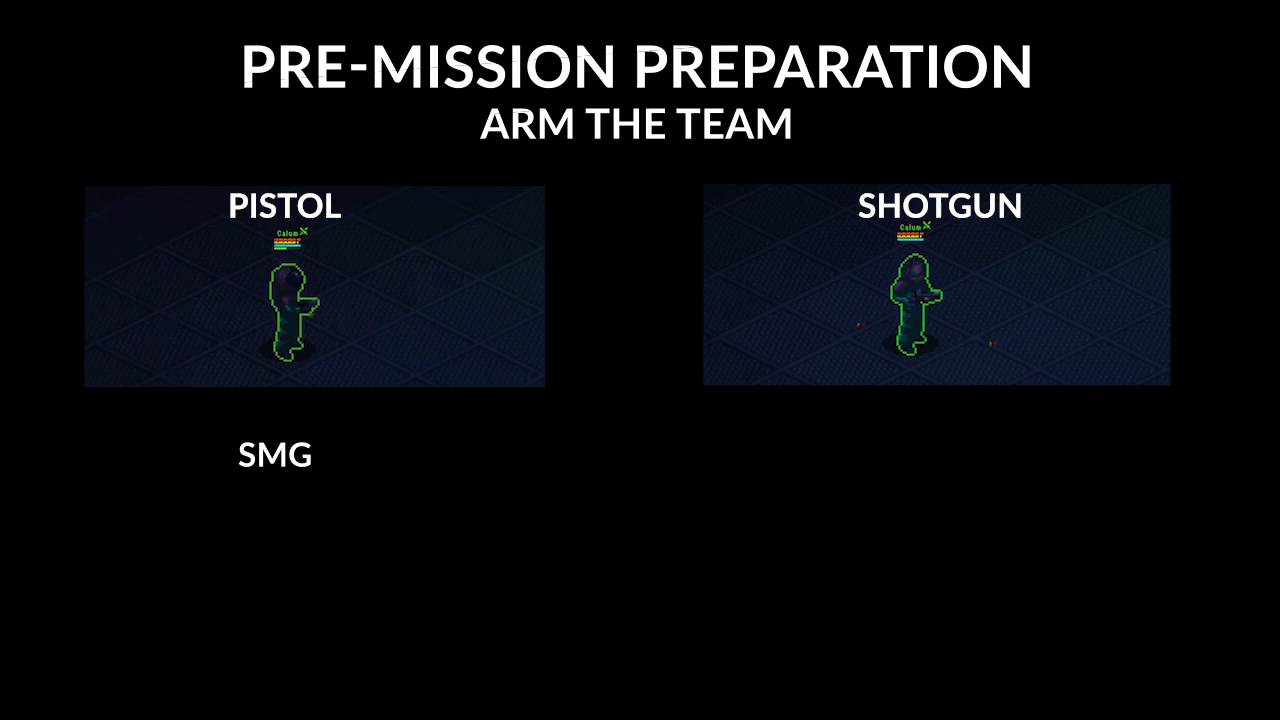 PRE-MISSION PREPARATION
ARM THE TEAM
PISTOL
SHOTGUN
Calum
Calum
SMG